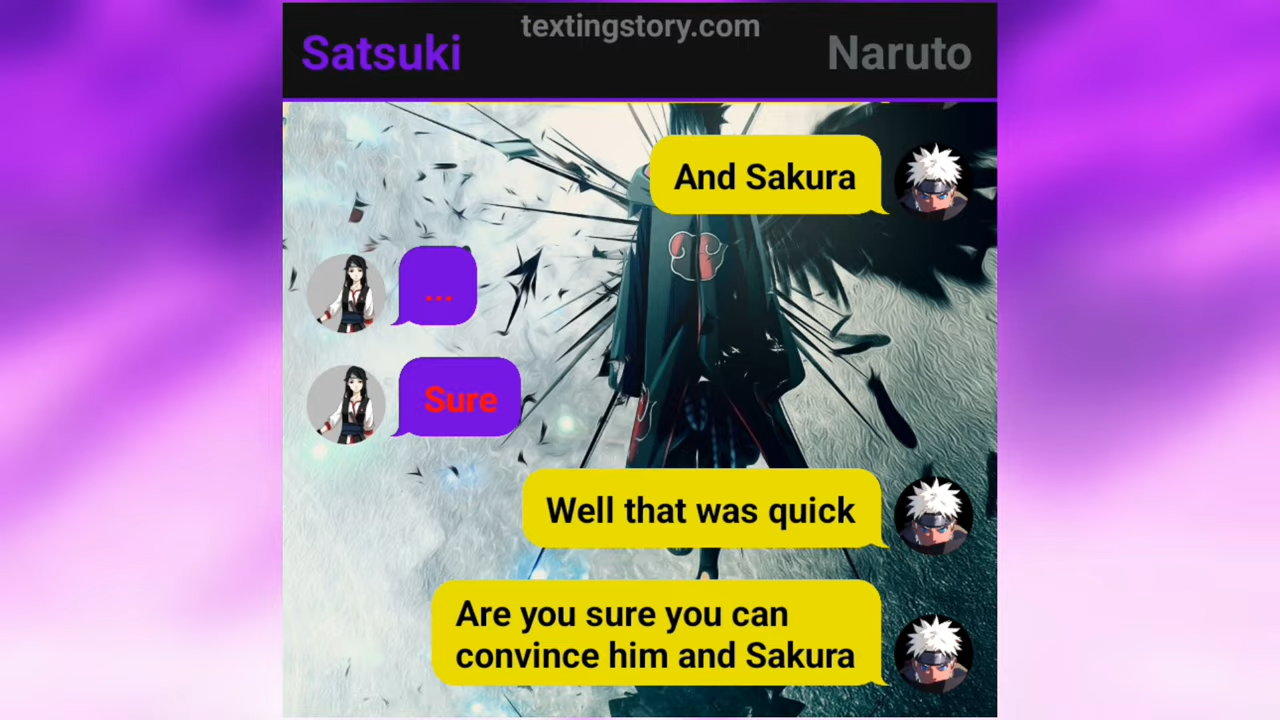 textingstory.com
Satsuki
Naruto
And Sakura
...
Sure
Well that was quick
Are you sure you can
convince him and Sakura